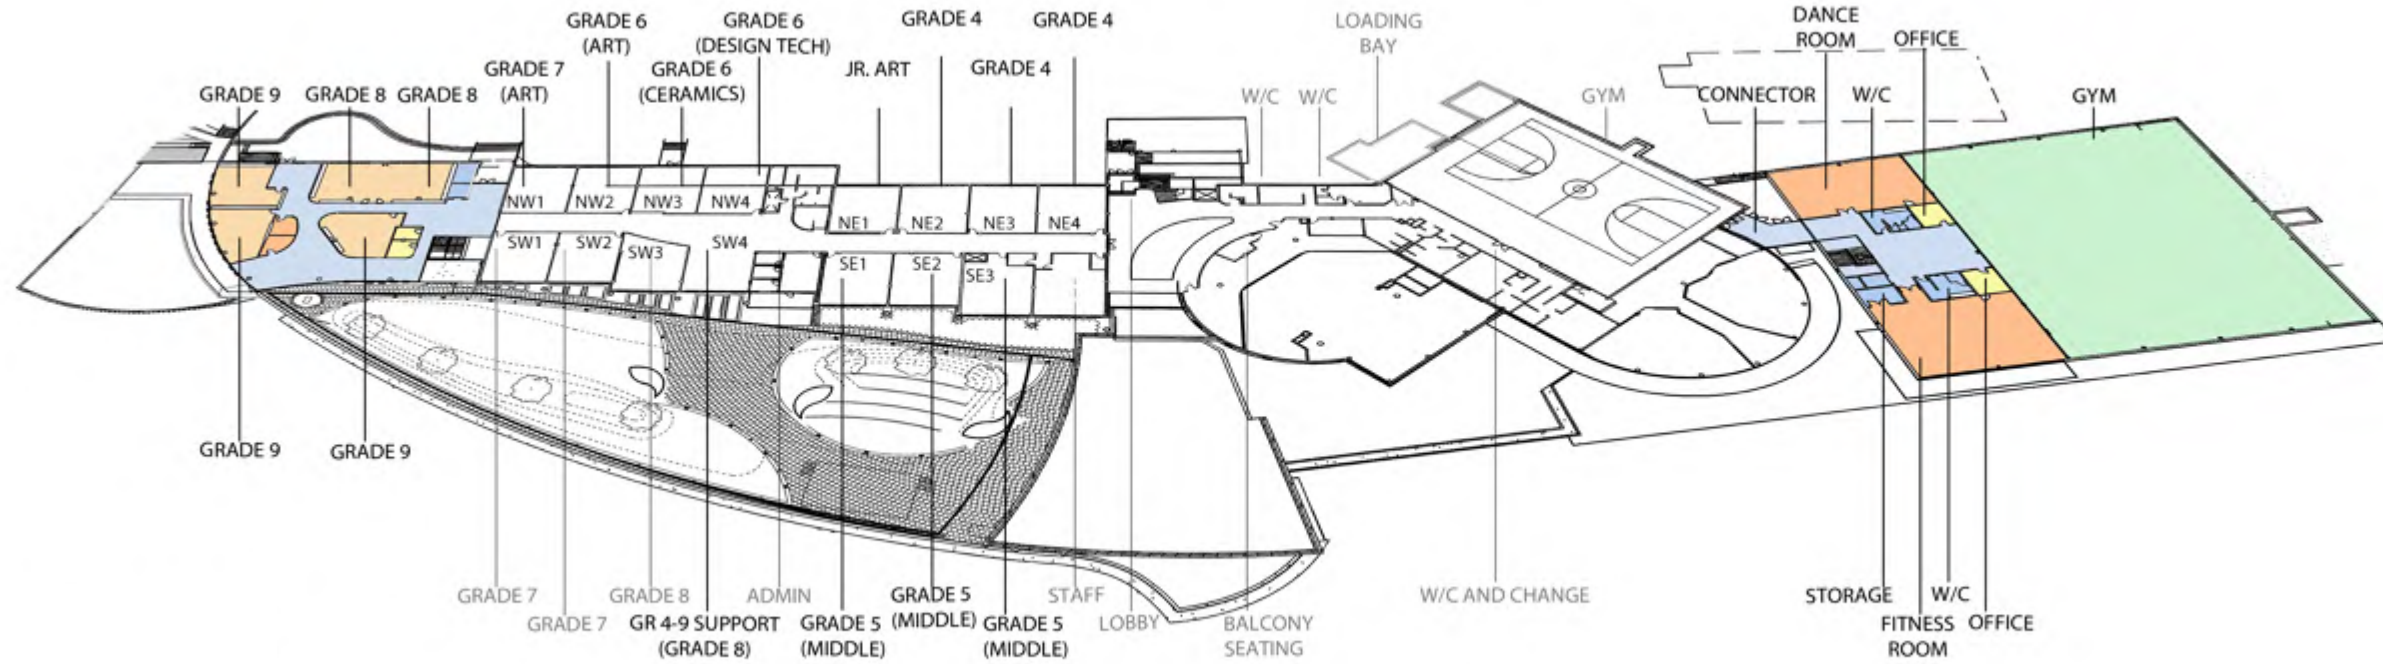 GRADE 6
(ART)
GRADE 6
(DESIGN TECH)
GRADE 4
GRADE 4
LOADING
BAY
DANCE
ROOM
OFFICE
GRADE 9
GRADE 8
GRADE 8
GRADE 7
(ART)
GRADE 6
(CERAMICS)
JR. ART
GRADE 4
W/C
W/C
GYM
CONNECTOR
W/C
GYM
NW1
NW2
NW3
NW4
NE1
NE2
NE3
NE4
SW1
SW2
SW3
SW4
SE1
SE2
SE3
GRADE 9
GRADE 9
GRADE 7
GRADE 7
GRADE 8
GR 4-9 SUPPORT
(GRADE 8)
ADMIN
GRADE 5
(MIDDLE)
GRADE 5
(MIDDLE)
GRADE 5
(MIDDLE)
STAFF
LOBBY
BALCONY
SEATING
W/C AND CHANGE
STORAGE
FITNESS
ROOM
W/C
OFFICE